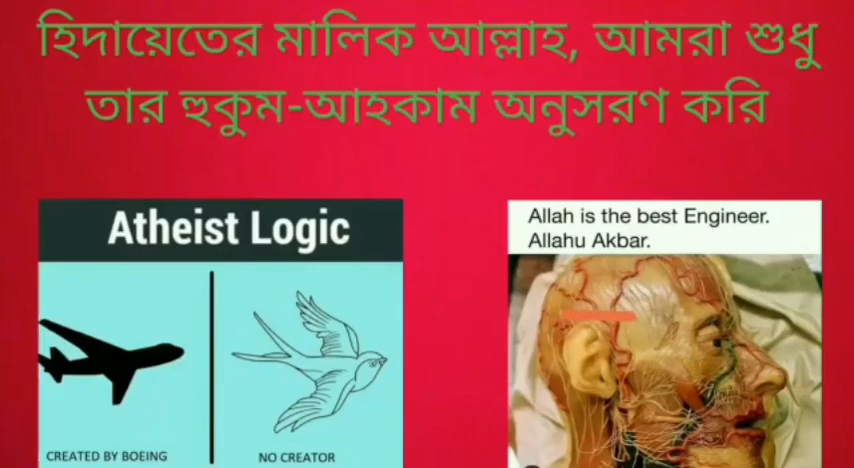 হিদায়েতের মালিক আল্লাহ, আমরা শুধু
তার হুকুম-আহকাম অনুসরণ করি
Atheist Logic
CREATED BY BOEING
NO CREATOR
Allah is the best Engineer.
Allahu Akbar.